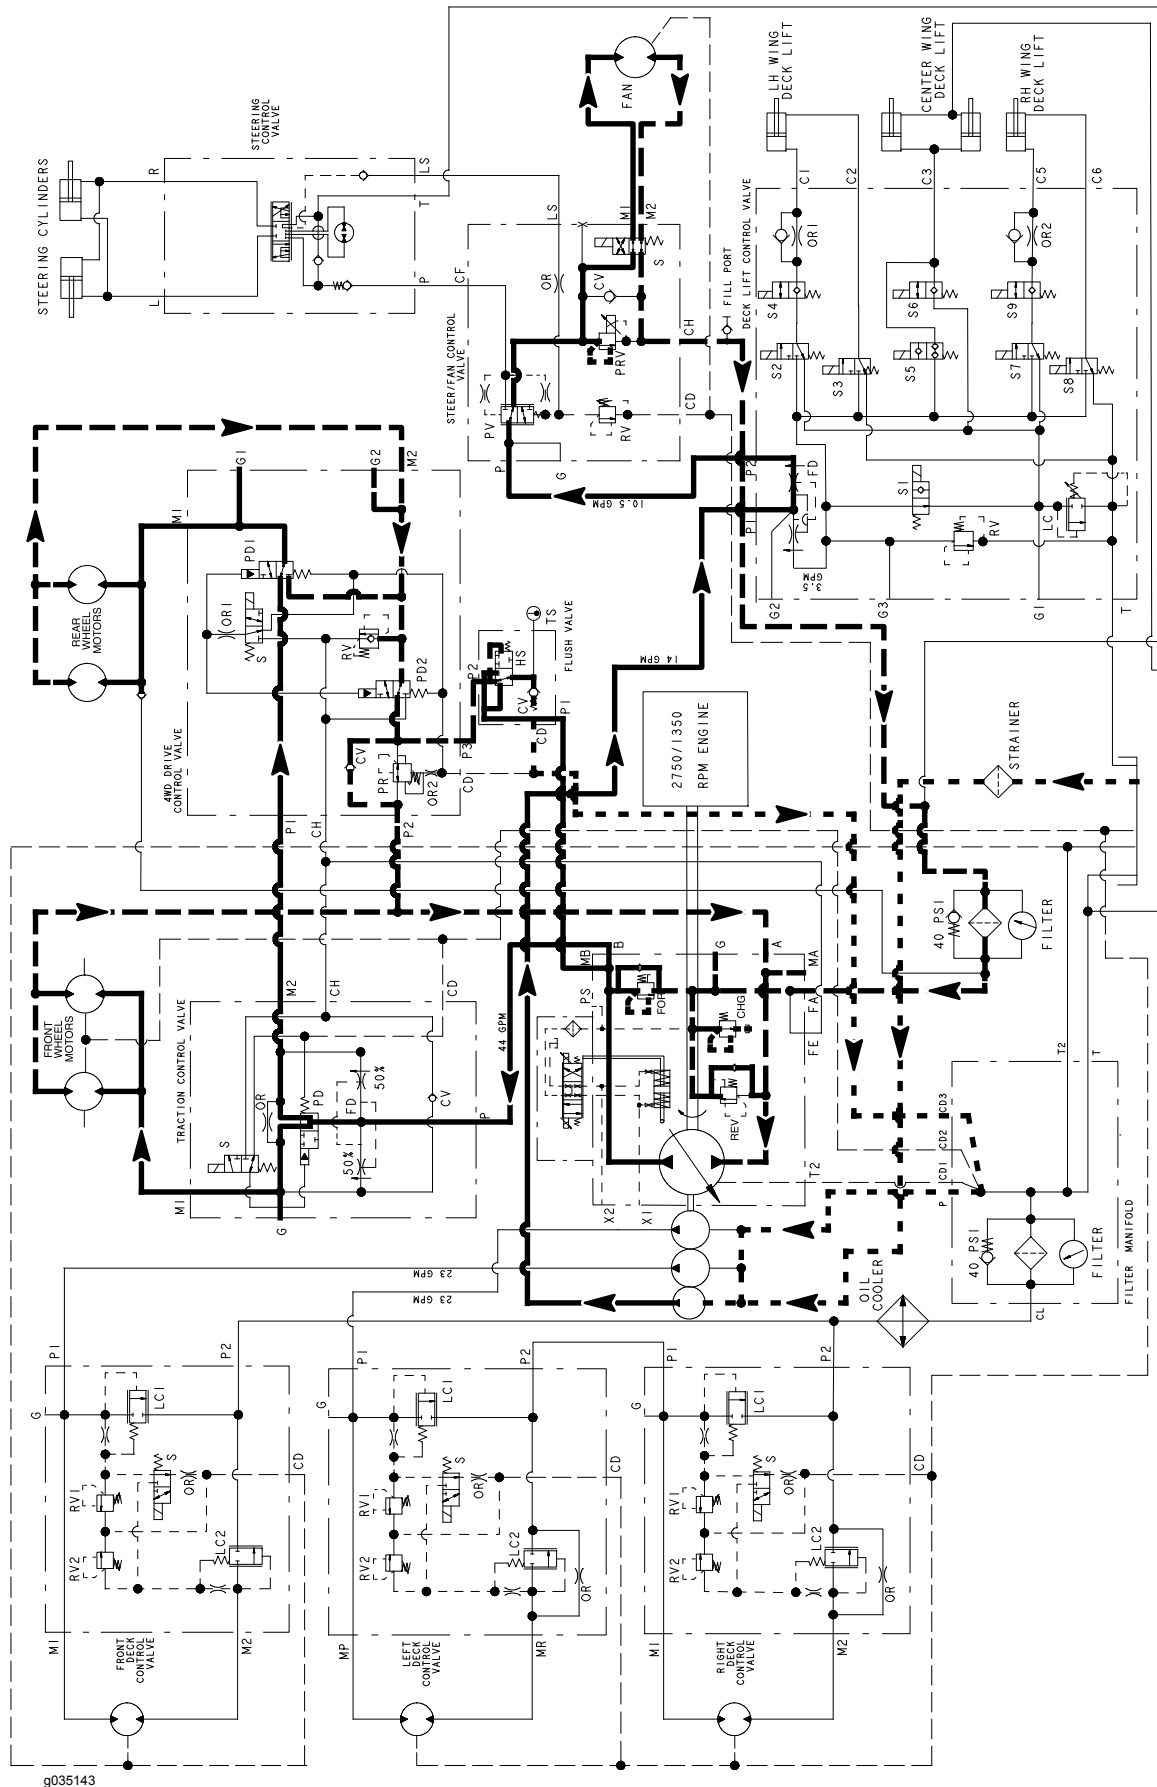 STEERING CYLINDERS
L
R
STEERING
CONTROL
VALVE
P
T
LS
FAN
LH WING
DECK LIFT
CENTER WING
DECK LIFT
RH WING
DECK LIFT
C1
C2
C3
C5
C6
OR1
OR2
S4
S6
S9
S2
S3
S5
S7
S8
S1
RV
LC
DECK LIFT CONTROL VALVE
FILL PORT
P1
P2
FD
3.5
GPM
G2
G3
G1
T
STEER/FAN CONTROL
VALVE
CF
LS
M1
M2
OR
CV
S
PV
PRV
RV
CH
CD
P
G
10.5 GPM
14 GPM
REAR
WHEEL
MOTORS
M1
G1
G2
M2
PD1
OR1
S
RV
PD2
CV
PR
OR2
CD
P3
P1
CH
P2
4WD DRIVE
CONTROL VALVE
TS
FLUSH VALVE
P2
HS
CV
P1
CD
2750/1350
RPM ENGINE
STRAINER
FRONT
WHEEL
MOTORS
TRACTION CONTROL VALVE
M2
CH
CD
M1
S
OR
PD
FD
50%
50%
CV
P
G
44 GPM
MB
B
PS
FOR
G
A
MA
CHG
FA
FE
REV
T2
X2
X1
40 PSI
FILTER
T2
T
CD3
CD2
CD1
P
40 PSI
FILTER
FILTER MANIFOLD
CL
OIL
COOLER
23 GPM
23 GPM
P1
P2
G
LC1
RV1
S
OR
RV2
LC2
CD
M1
M2
FRONT
DECK
CONTROL
VALVE
P1
P2
G
LC1
RV1
S
OR
RV2
LC2
OR
CD
MP
MR
LEFT
DECK
CONTROL
VALVE
P1
P2
G
LC1
RV1
S
OR
RV2
LC2
OR
CD
M1
M2
RIGHT
DECK
CONTROL
VALVE
g035143